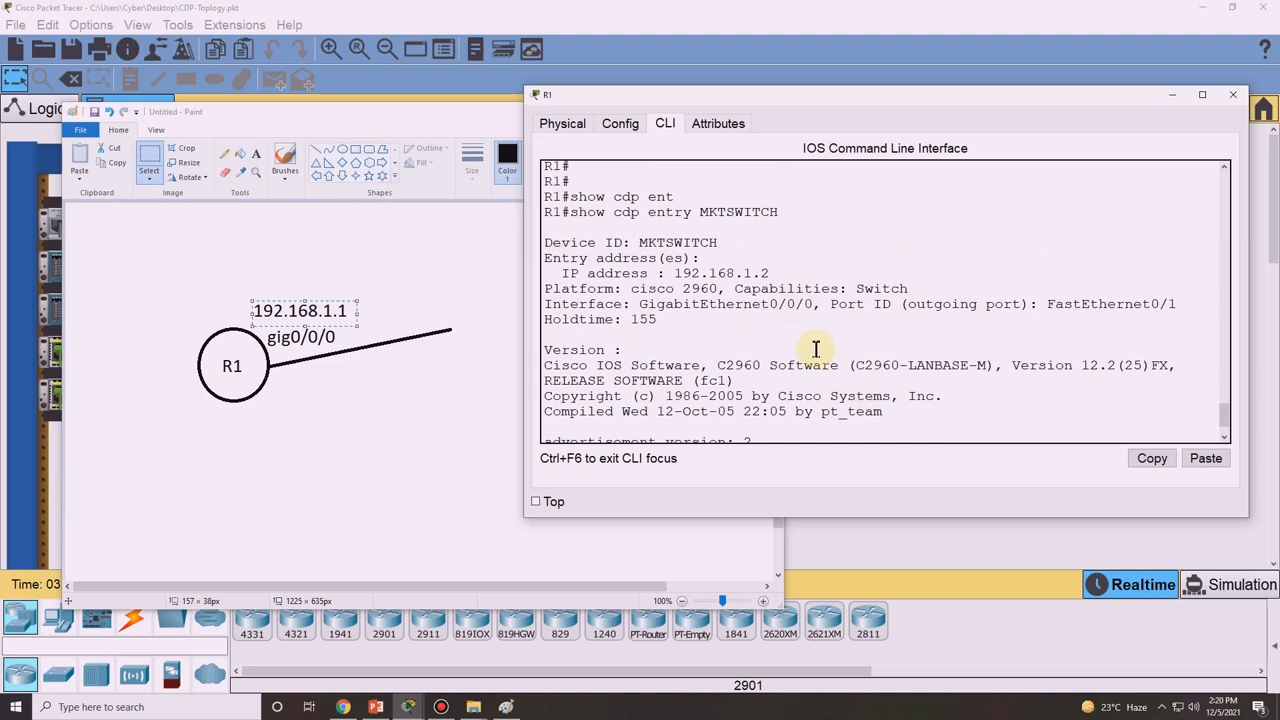 Cisco Packet Tracer - C:\Users\Cyber\Desktop\CDP-Toplogy.pkt
File Edit Options View Tools Extensions Help
Logic
Untitled - Paint
File Home View
Paste
Cut
Copy
Clipboard
Select
Crop
Resize
Rotate
Image
A
Tools
Brushes
Outline
Fill
Shapes
Size
Color
1
192.168.1.1
gig0/0/0
R1
157 × 38px
1225 × 635px
100%
R1
Physical Config CLI Attributes
IOS Command Line Interface
R1#
R1#
R1#show cdp ent
R1#show cdp entry MKTSWITCH
Device ID: MKTSWITCH
Entry address(es):
IP address : 192.168.1.2
Platform: cisco 2960, Capabilities: Switch
Interface: GigabitEthernet0/0/0, Port ID (outgoing port): FastEthernet0/1
Holdtime: 155
Version :
Cisco IOS Software, C2960 Software (C2960-LANBASE-M), Version 12.2(25)FX,
RELEASE SOFTWARE (fc1)
Copyright (c) 1986-2005 by Cisco Systems, Inc.
Compiled Wed 12-Oct-05 22:05 by pt_team
advertisement version: 2
Ctrl+F6 to exit CLI focus
Copy Paste
Top
Time: 03
Realtime Simulation
4331 4321 1941 2901 2911 819IOX 819HGW 829 1240 PT-Router PT-Empty 1841 2620XM 2621XM 2811
2901
Type here to search
23°C Haze
2:20 PM
12/5/2021
3